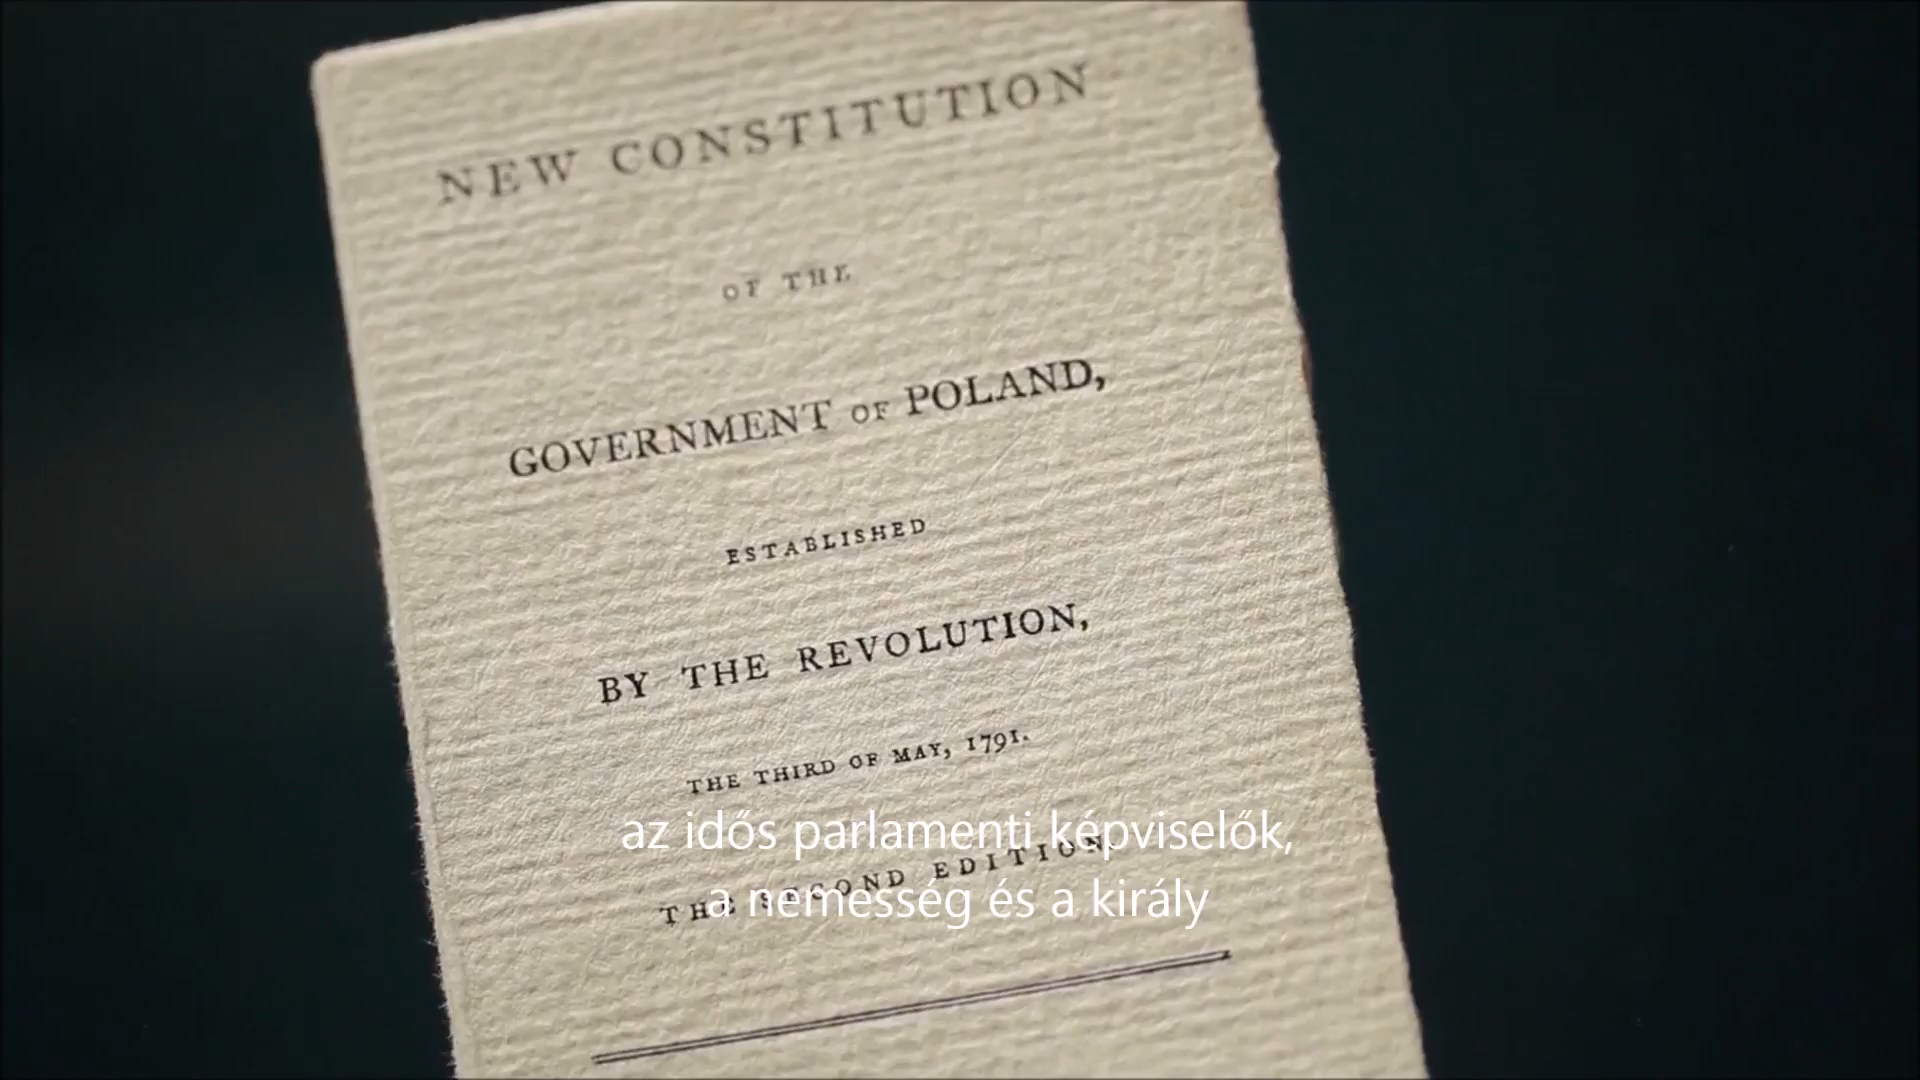 NEW CONSTITUTION
OF THE
GOVERNMENT OF POLAND,
ESTABLISHED
BY THE REVOLUTION,
THE THIRD OF MAY, 1791.
az idős parlamenti képviselők,
THE SECOND EDITION.
a nemesség és a király